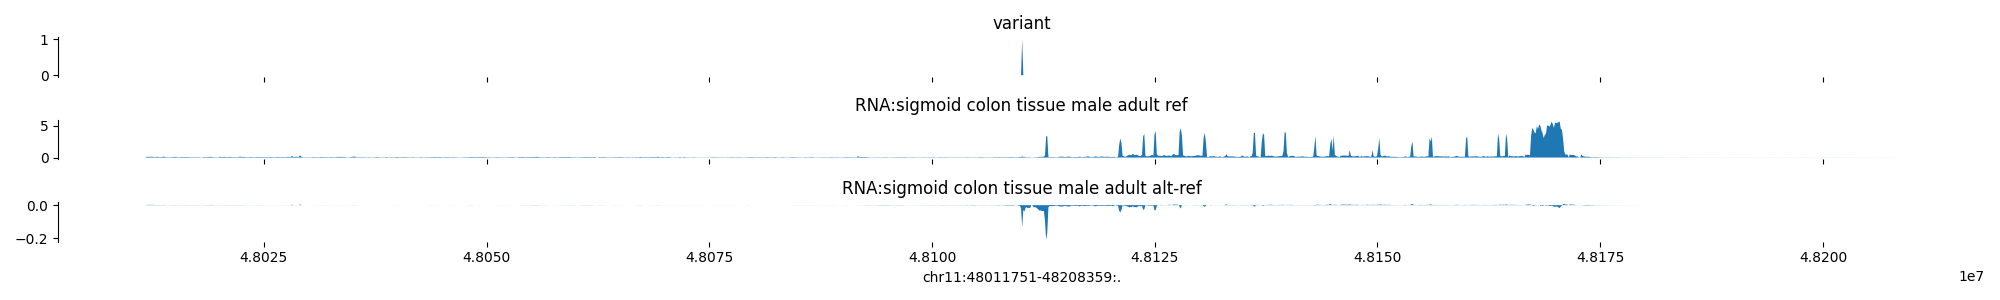 variant
1
0
RNA:sigmoid colon tissue male adult ref
5
0
RNA:sigmoid colon tissue male adult alt-ref
0.0
−0.2
4.8025 4.8050 4.8075 4.8100 4.8125 4.8150 4.8175 4.8200
chr11:48011751-48208359:. 1e7